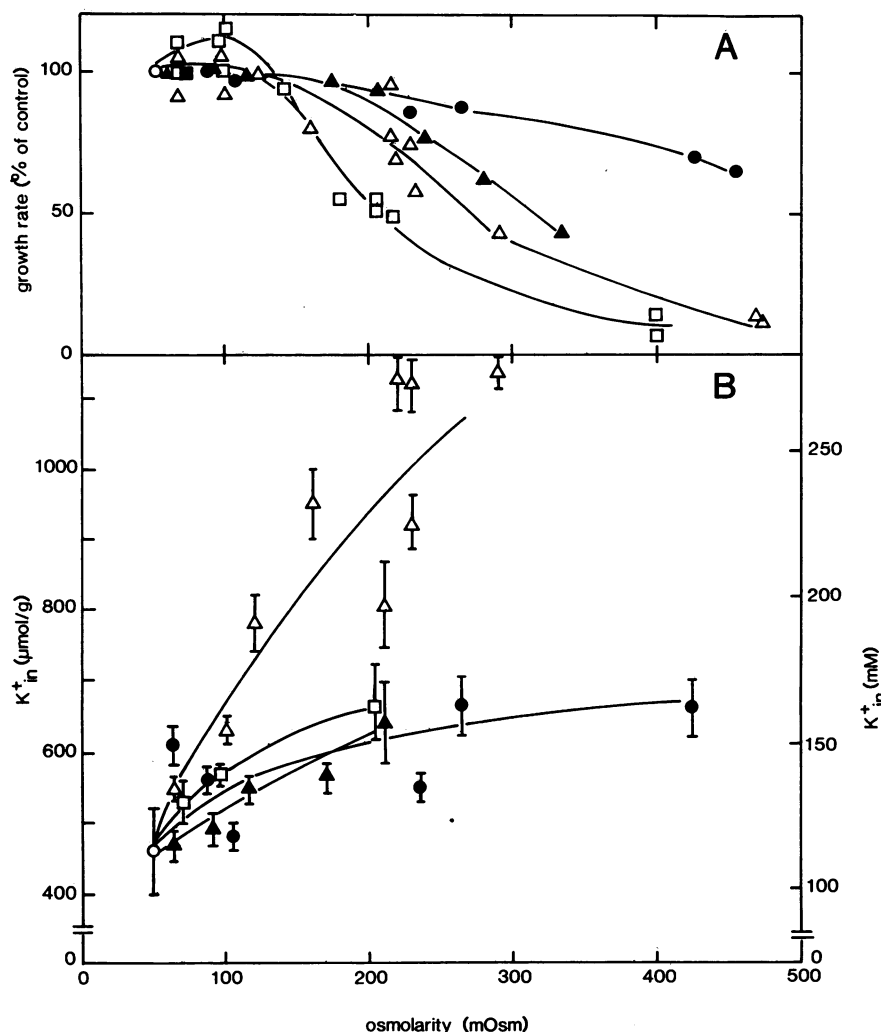 A
100
50
0
growth rate (% of control)
B
1000
800
600
400
0
K+in (μmol/g)
250
200
150
100
0
K+in (mM)
0 100 200 300 400 500
osmolarity (mOsm)